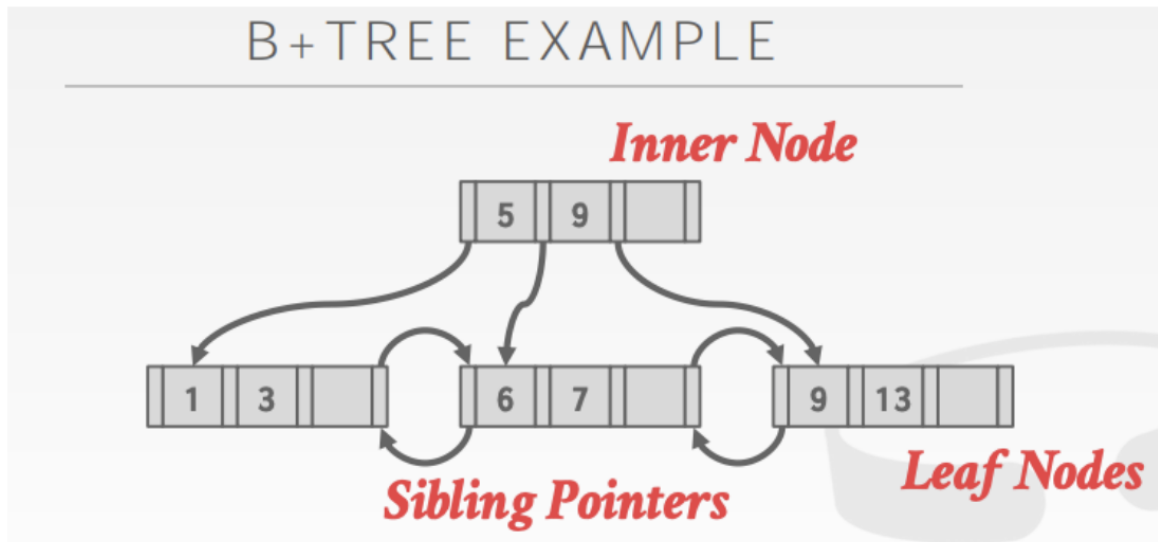 B+TREE EXAMPLE
Inner Node
5 9
1 3 6 7 9 13
Leaf Nodes
Sibling Pointers